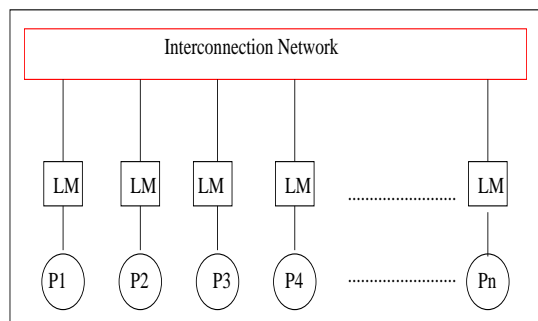 Interconnection Network
LM LM LM LM LM
P1 P2 P3 P4 Pn